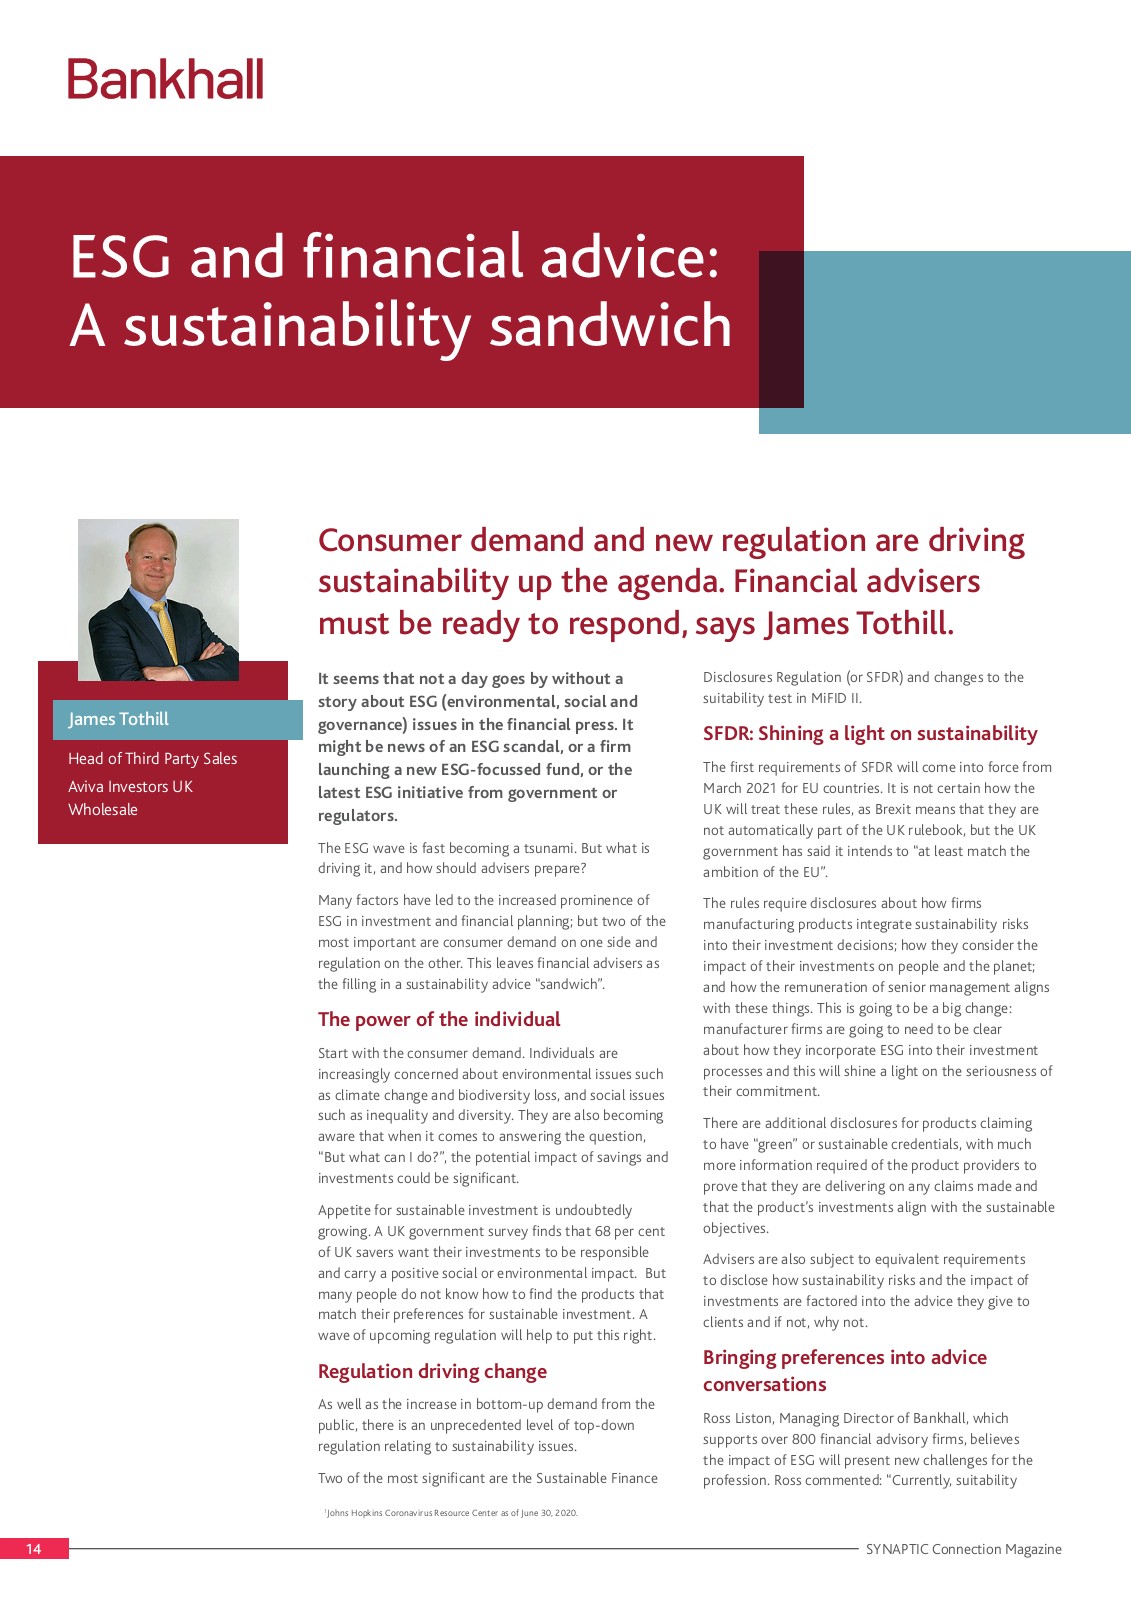 Bankhall
ESG and financial advice:
A sustainability sandwich
James Tothill
Head of Third Party Sales
Aviva Investors UK
Wholesale
Consumer demand and new regulation are driving
sustainability up the agenda. Financial advisers
must be ready to respond, says James Tothill.
It seems that not a day goes by without a
story about ESG (environmental, social and
governance) issues in the financial press. It
might be news of an ESG scandal, or a firm
launching a new ESG-focussed fund, or the
latest ESG initiative from government or
regulators.
The ESG wave is fast becoming a tsunami. But what is
driving it, and how should advisers prepare?
Many factors have led to the increased prominence of
ESG in investment and financial planning; but two of the
most important are consumer demand on one side and
regulation on the other. This leaves financial advisers as
the filling in a sustainability advice “sandwich”.
The power of the individual
Start with the consumer demand. Individuals are
increasingly concerned about environmental issues such
as climate change and biodiversity loss, and social issues
such as inequality and diversity. They are also becoming
aware that when it comes to answering the question,
“But what can I do?”, the potential impact of savings and
investments could be significant.
Appetite for sustainable investment is undoubtedly
growing. A UK government survey finds that 68 per cent
of UK savers want their investments to be responsible
and carry a positive social or environmental impact.  But
many people do not know how to find the products that
match their preferences for sustainable investment. A
wave of upcoming regulation will help to put this right.
Regulation driving change
As well as the increase in bottom-up demand from the
public, there is an unprecedented level of top-down
regulation relating to sustainability issues.
Two of the most significant are the Sustainable Finance
Disclosures Regulation (or SFDR) and changes to the
suitability test in MiFID II.
SFDR: Shining a light on sustainability
The first requirements of SFDR will come into force from
March 2021 for EU countries. It is not certain how the
UK will treat these rules, as Brexit means that they are
not automatically part of the UK rulebook, but the UK
government has said it intends to “at least match the
ambition of the EU”.
The rules require disclosures about how firms
manufacturing products integrate sustainability risks
into their investment decisions; how they consider the
impact of their investments on people and the planet;
and how the remuneration of senior management aligns
with these things. This is going to be a big change:
manufacturer firms are going to need to be clear
about how they incorporate ESG into their investment
processes and this will shine a light on the seriousness of
their commitment.
There are additional disclosures for products claiming
to have “green” or sustainable credentials, with much
more information required of the product providers to
prove that they are delivering on any claims made and
that the product’s investments align with the sustainable
objectives.
Advisers are also subject to equivalent requirements
to disclose how sustainability risks and the impact of
investments are factored into the advice they give to
clients and if not, why not.
Bringing preferences into advice
conversations
Ross Liston, Managing Director of Bankhall, which
supports over 800 financial advisory firms, believes
the impact of ESG will present new challenges for the
profession. Ross commented: “Currently, suitability
¹Johns Hopkins Coronavirus Resource Center as of June 30, 2020.
14
SYNAPTIC Connection Magazine